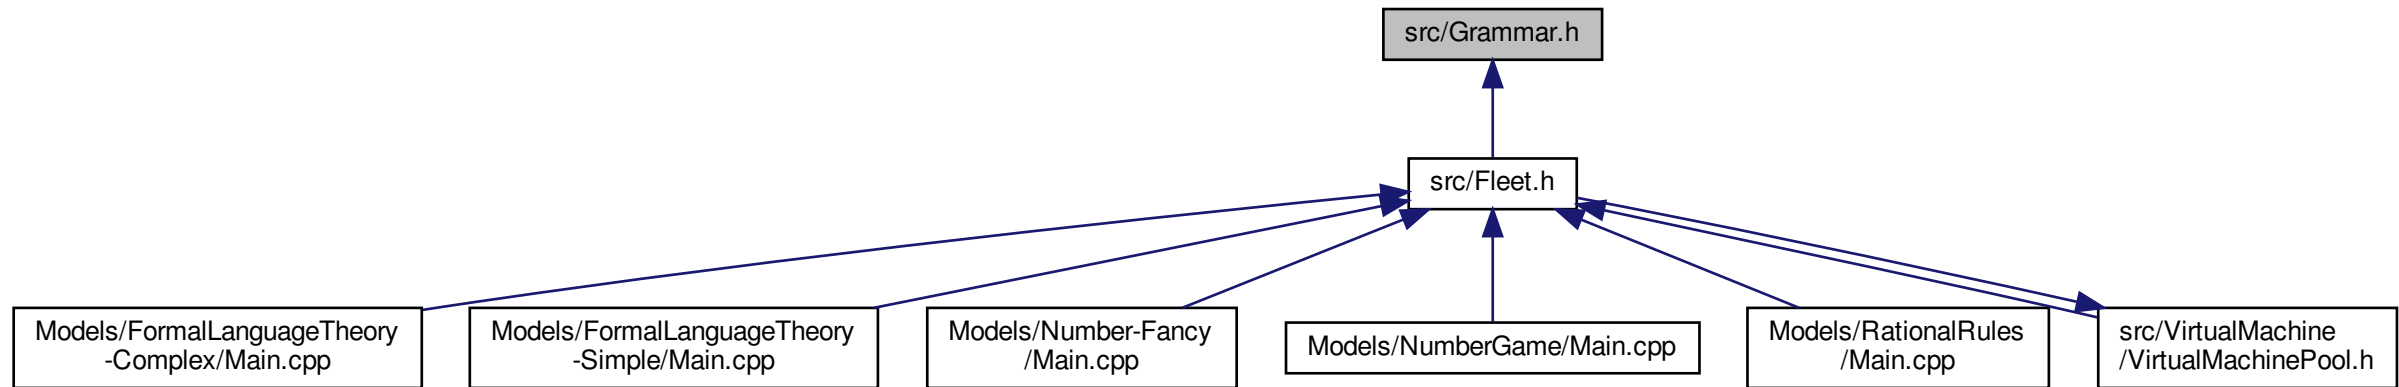 src/Grammar.h
src/Fleet.h
Models/FormalLanguageTheory
-Complex/Main.cpp
Models/FormalLanguageTheory
-Simple/Main.cpp
Models/Number-Fancy
/Main.cpp
Models/NumberGame/Main.cpp
Models/RationalRules
/Main.cpp
src/VirtualMachine
/VirtualMachinePool.h